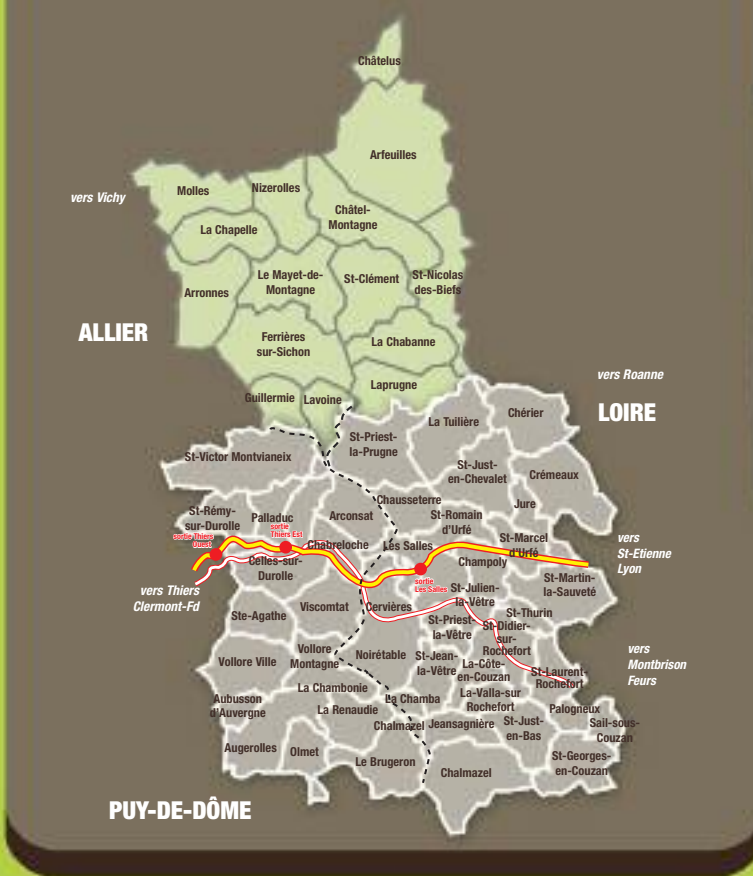 Châtelus
Arfeuilles
Molles
Nizerolles
vers Vichy
Châtel-
Montagne
La Chapelle
Le Mayet-de-
Montagne
St-Clément
St-Nicolas
des-Biefs
Arronnes
ALLIER
Ferrières
sur-Sichon
La Chabanne
vers Roanne
Laprugne
Guillermie
Lavoine
Chérier
LOIRE
La Tuilière
St-Priest-
la-Prugne
St-Victor Montvianeix
St-Just-
en-Chevalet
Crémeaux
Chausseterre
Jure
St-Rémy-
sur-Durolle
Palladuc
Arconsat
St-Romain
d'Urfé
sortie Thiers
Ouest
sortie
Thiers Est
Chabreloche
Les Salles
St-Marcel
d'Urfé
vers
St-Etienne
Lyon
Celles-sur-
Durolle
Champoly
sortie
Les Salles
St-Martin-
la-Sauveté
vers Thiers
Clermont-Fd
St-Julien-
la-Vêtre
Viscomtat
Cervières
St-Thurin
Ste-Agathe
St-Priest-
la-Vêtre
St-Didier-
sur-
Rochefort
Vollore
Montagne
Noirétable
St-Jean-
la-Vêtre
vers
Montbrison
Feurs
Vollore Ville
La-Côte-
en-Couzan
St-Laurent-
Rochefort
La Chambonie
La Chamba
La-Valla-sur
Rochefort
Aubusson
d'Auvergne
La Renaudie
Palogneux
Chalmazel
Jeansagnière
St-Just-
en-Bas
Sail-sous-
Couzan
Augerolles
Olmet
Le Brugeron
Chalmazel
St-Georges-
en-Couzan
PUY-DE-DÔME